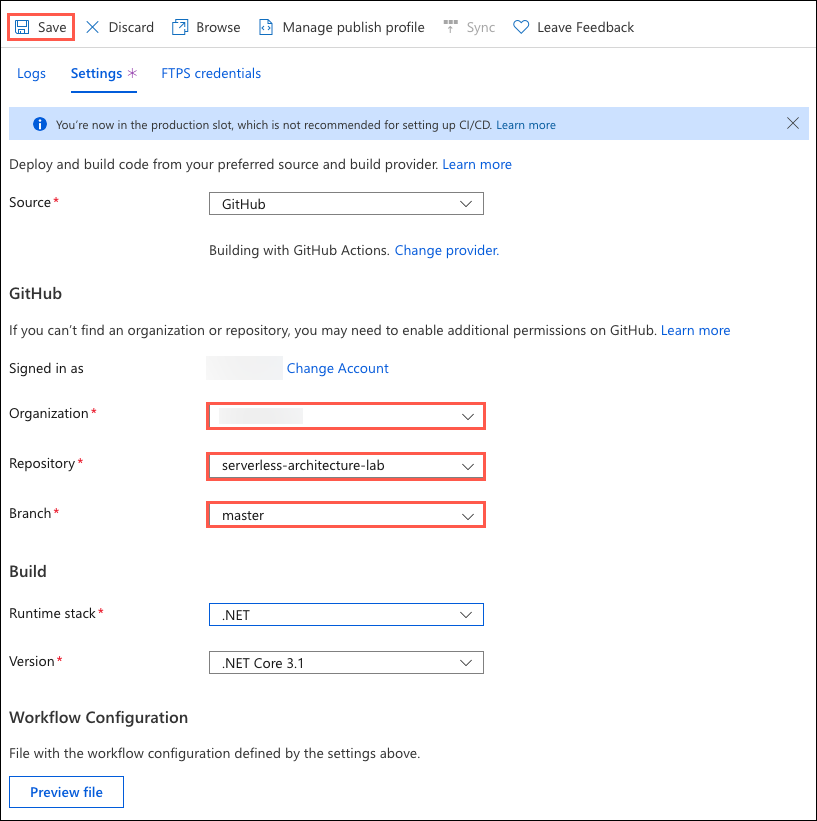 Save Discard Browse Manage publish profile Sync Leave Feedback
Logs Settings * FTPS credentials
You're now in the production slot, which is not recommended for setting up CI/CD. Learn more
Deploy and build code from your preferred source and build provider. Learn more
Source* GitHub
Building with GitHub Actions. Change provider.
GitHub
If you can't find an organization or repository, you may need to enable additional permissions on GitHub. Learn more
Signed in as Change Account
Organization*
Repository* serverless-architecture-lab
Branch* master
Build
Runtime stack* .NET
Version* .NET Core 3.1
Workflow Configuration
File with the workflow configuration defined by the settings above.
Preview file